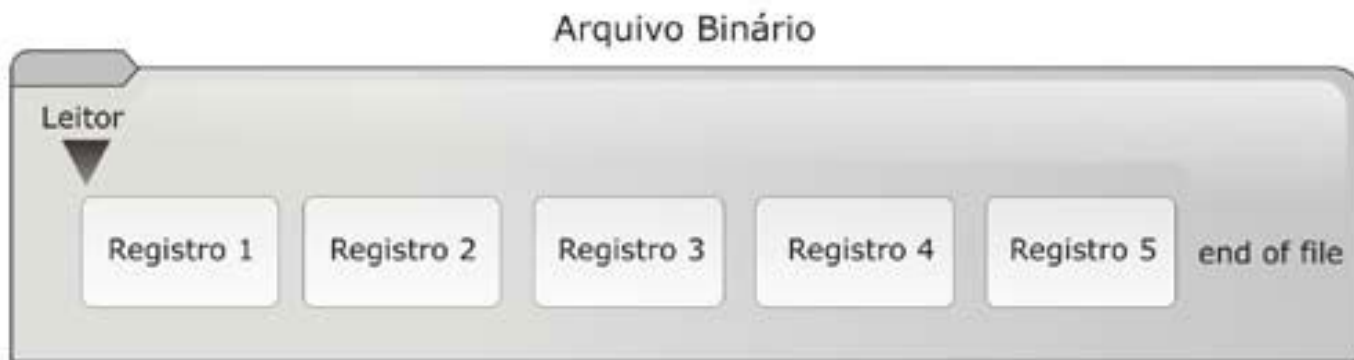 Arquivo Binário
Leitor
Registro 1 Registro 2 Registro 3 Registro 4 Registro 5 end of file